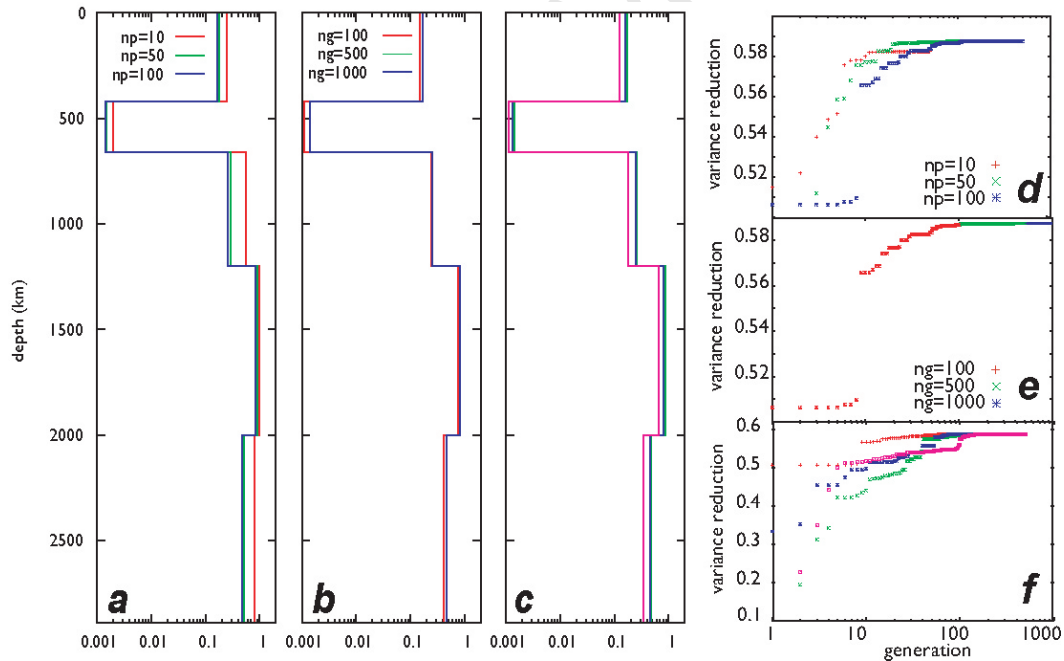 0
500
1000
1500
2000
2500
depth (km)
np=10
np=50
np=100
a
0.001
0.01
0.1
1
ng=100
ng=500
ng=1000
b
0.001
0.01
0.1
1
c
0.001
0.01
0.1
1
variance reduction
0.58
0.56
0.54
0.52
np=10
np=50
np=100
d
variance reduction
0.58
0.56
0.54
0.52
ng=100
ng=500
ng=1000
e
variance reduction
0.6
0.5
0.4
0.3
0.2
0.1
f
1
10
100
1000
generation